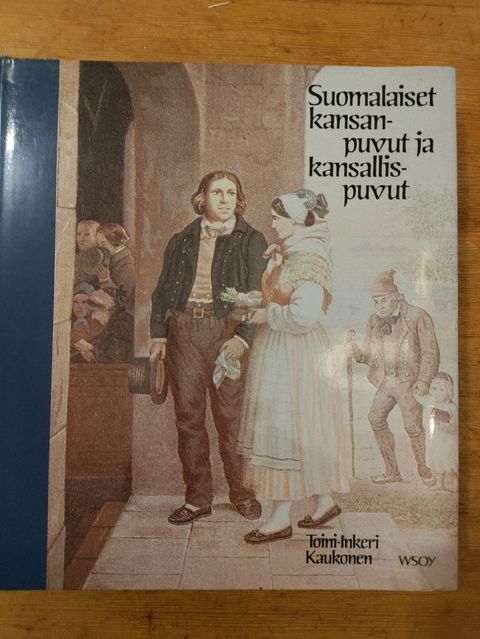 Suomalaiset
kansan-
puvut ja
kansallis-
puvut
Toini-Inkeri
Kaukonen
WSOY